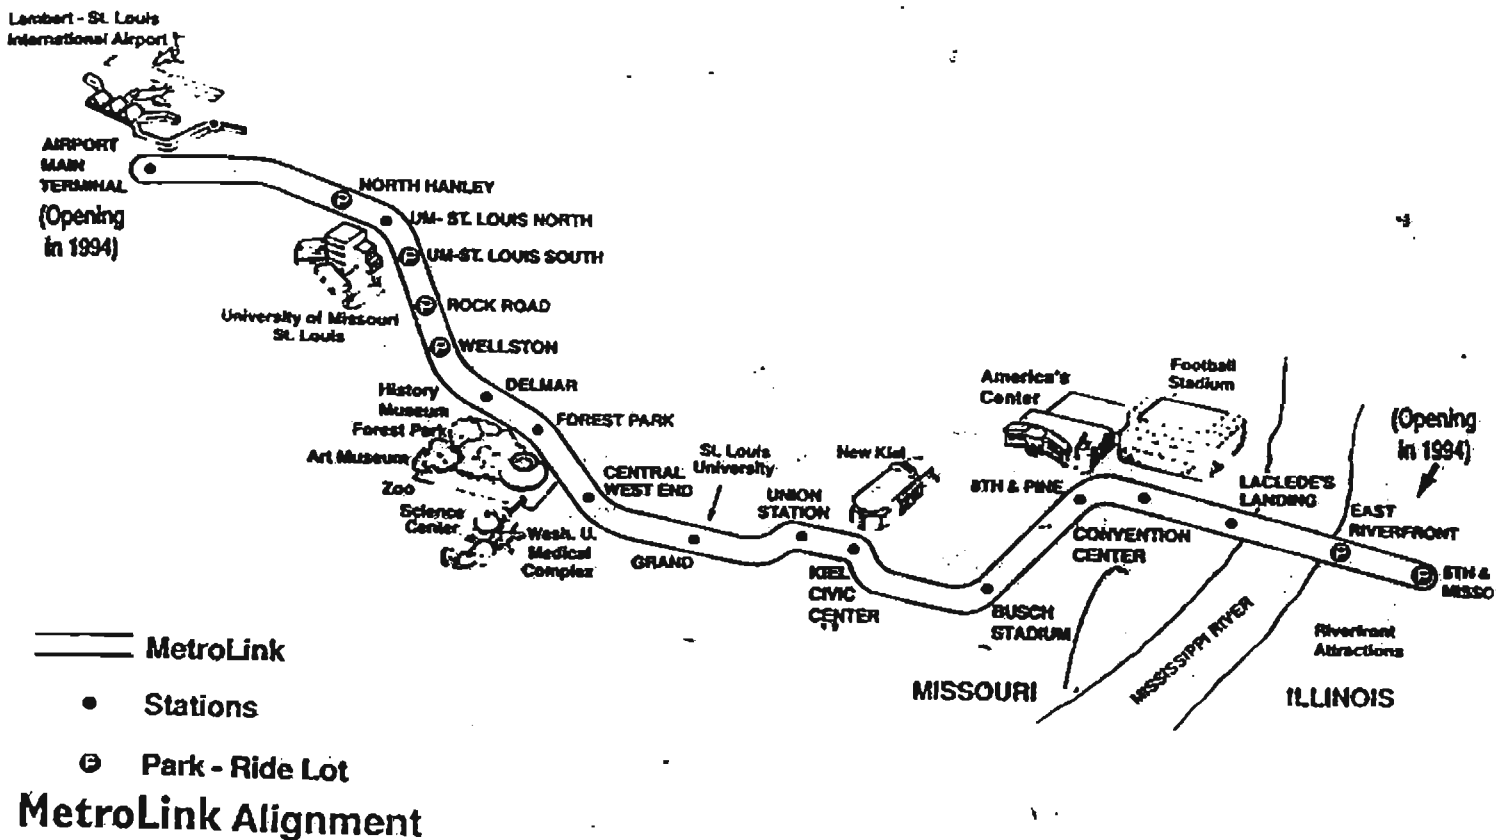 Lambert - St. Louis
International Airport
AIRPORT
MAIN
TERMINAL
(Opening
in 1994)
NORTH HANLEY
UM- ST. LOUIS NORTH
UM-ST. LOUIS SOUTH
University of Missouri
St. Louis
ROCK ROAD
WELLSTON
DELMAR
History
Museum
Forest Park
Art Museum
Zoo
Science
Center
Wash. U.
Medical
Complex
FOREST PARK
CENTRAL
WEST END
St. Louis
University
GRAND
UNION
STATION
New Kiel
KIEL
CIVIC
CENTER
America's
Center
Football
Stadium
8TH & PINE
BUSCH
STADIUM
CONVENTION
CENTER
LACLEDE'S
LANDING
(Opening
in 1994)
EAST
RIVERFRONT
5TH &
MISSO
Riverfront
Attractions
MISSISSIPPI RIVER
MISSOURI
ILLINOIS
MetroLink
Stations
P Park - Ride Lot
MetroLink Alignment